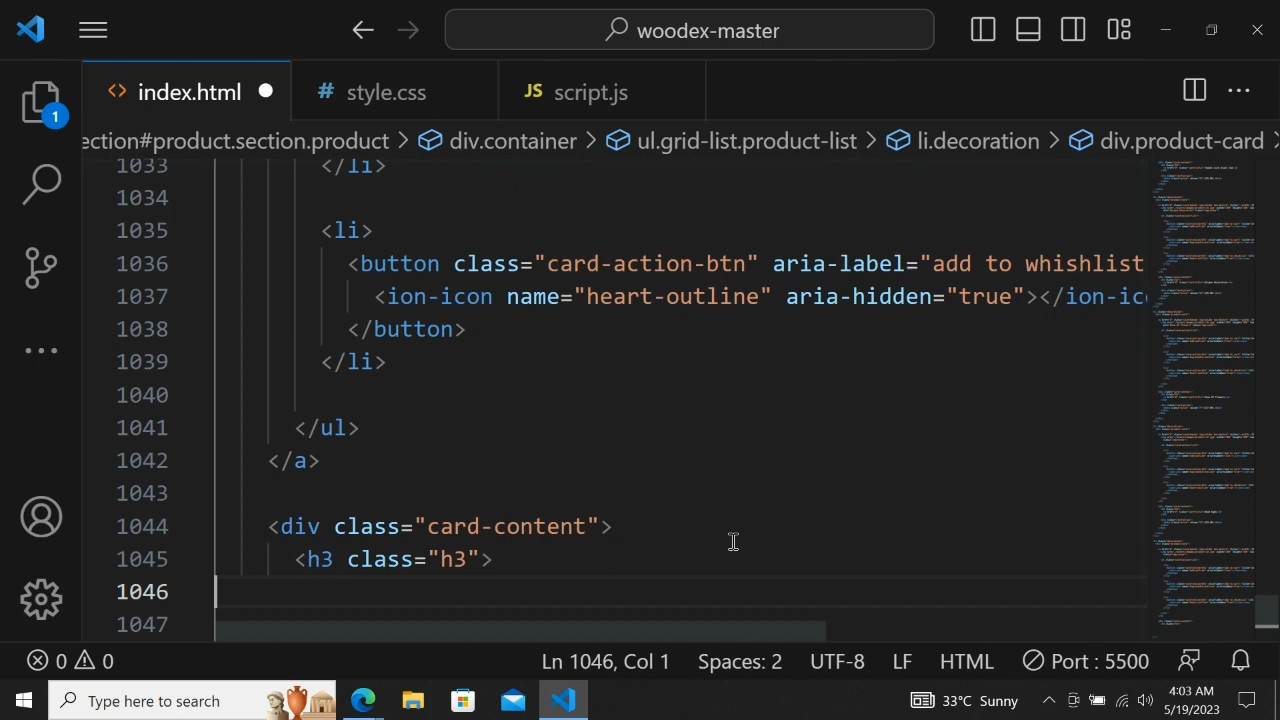 woodex-master
index.html
# style.css
JS script.js
1
ection#product.section.product > div.container > ul.grid-list.product-list > li.decoration > div.product-card
1033 </li>
1034
1035 <li>
1036 <button class="card-action-btn" aria-label="add to whishlist
1037 <ion-icon name="heart-outline" aria-hidden="true"></ion-ico
1038 </button>
1039 </li>
1040
1041 </ul>
1042 </a>
1043
1044 <div class="card-content">
1045 h3 class="h3
1046
1047
0 0
Ln 1046, Col 1
Spaces: 2
UTF-8
LF
HTML
Port : 5500
Type here to search
33°C Sunny
4:03 AM
5/19/2023